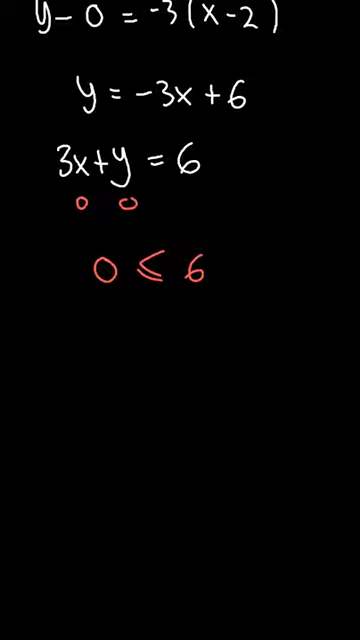 y - 0 = -3(x - 2)
y = -3x + 6
3x + y = 6
0 0
0 ≤ 6